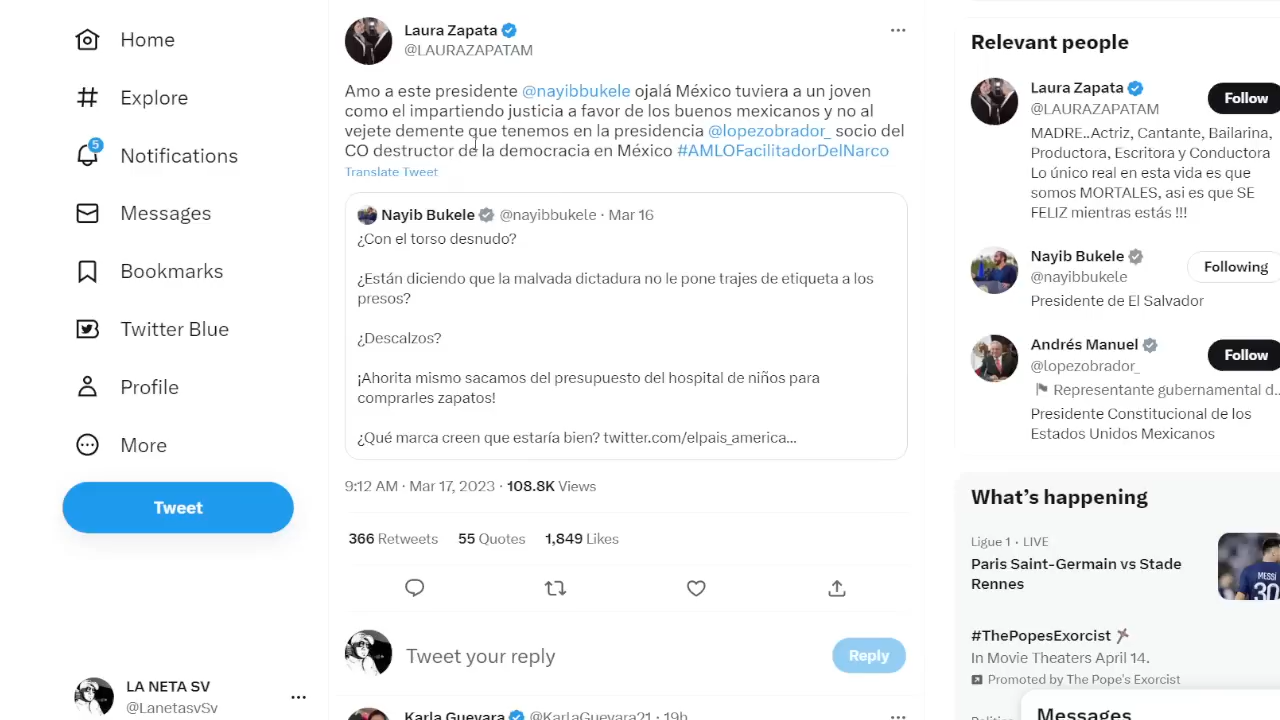 Home
Explore
5
Notifications
Messages
Bookmarks
Twitter Blue
Profile
More
Tweet
LA NETA SV
@LanetasvSv
Laura Zapata
@LAURAZAPATAM
Amo a este presidente @nayibbukele ojalá México tuviera a un joven
como el impartiendo justicia a favor de los buenos mexicanos y no al
vejete demente que tenemos en la presidencia @lopezobrador_ socio del
CO destructor de la democracia en México #AMLOFacilitadorDelNarco
Translate Tweet
Nayib Bukele @nayibbukele · Mar 16
¿Con el torso desnudo?
¿Están diciendo que la malvada dictadura no le pone trajes de etiqueta a los
presos?
¿Descalzos?
¡Ahorita mismo sacamos del presupuesto del hospital de niños para
comprarles zapatos!
¿Qué marca creen que estaría bien? twitter.com/elpais_america...
9:12 AM · Mar 17, 2023 · 108.8K Views
366 Retweets 55 Quotes 1,849 Likes
Tweet your reply
Reply
Karla Guevara @KarlaGuevara21 · 19h
Relevant people
Laura Zapata
@LAURAZAPATAM
Follow
MADRE..Actriz, Cantante, Bailarina,
Productora, Escritora y Conductora
Lo único real en esta vida es que
somos MORTALES, asi es que SE
FELIZ mientras estás !!!
Nayib Bukele
@nayibbukele
Following
Presidente de El Salvador
Andrés Manuel
@lopezobrador_
Follow
Representante gubernamental d...
Presidente Constitucional de los
Estados Unidos Mexicanos
What's happening
Ligue 1 · LIVE
Paris Saint-Germain vs Stade
Rennes
MESSI
30
#ThePopesExorcist
In Movie Theaters April 14.
Promoted by The Pope's Exorcist
Messages